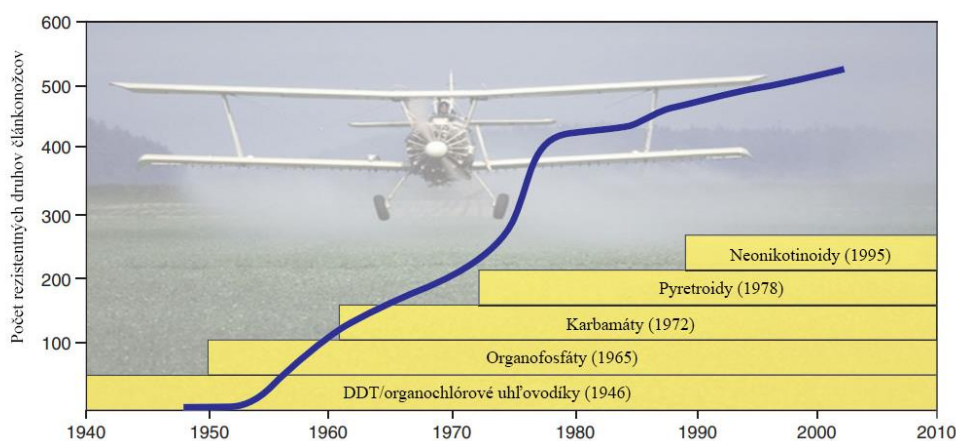 600
500
400
300
200
100
Počet rezistentných druhov článkonožcov
Neonikotinoidy (1995)
Pyretroidy (1978)
Karbamáty (1972)
Organofosfáty (1965)
DDT/organochlórové uhľovodíky (1946)
1940 1950 1960 1970 1980 1990 2000 2010